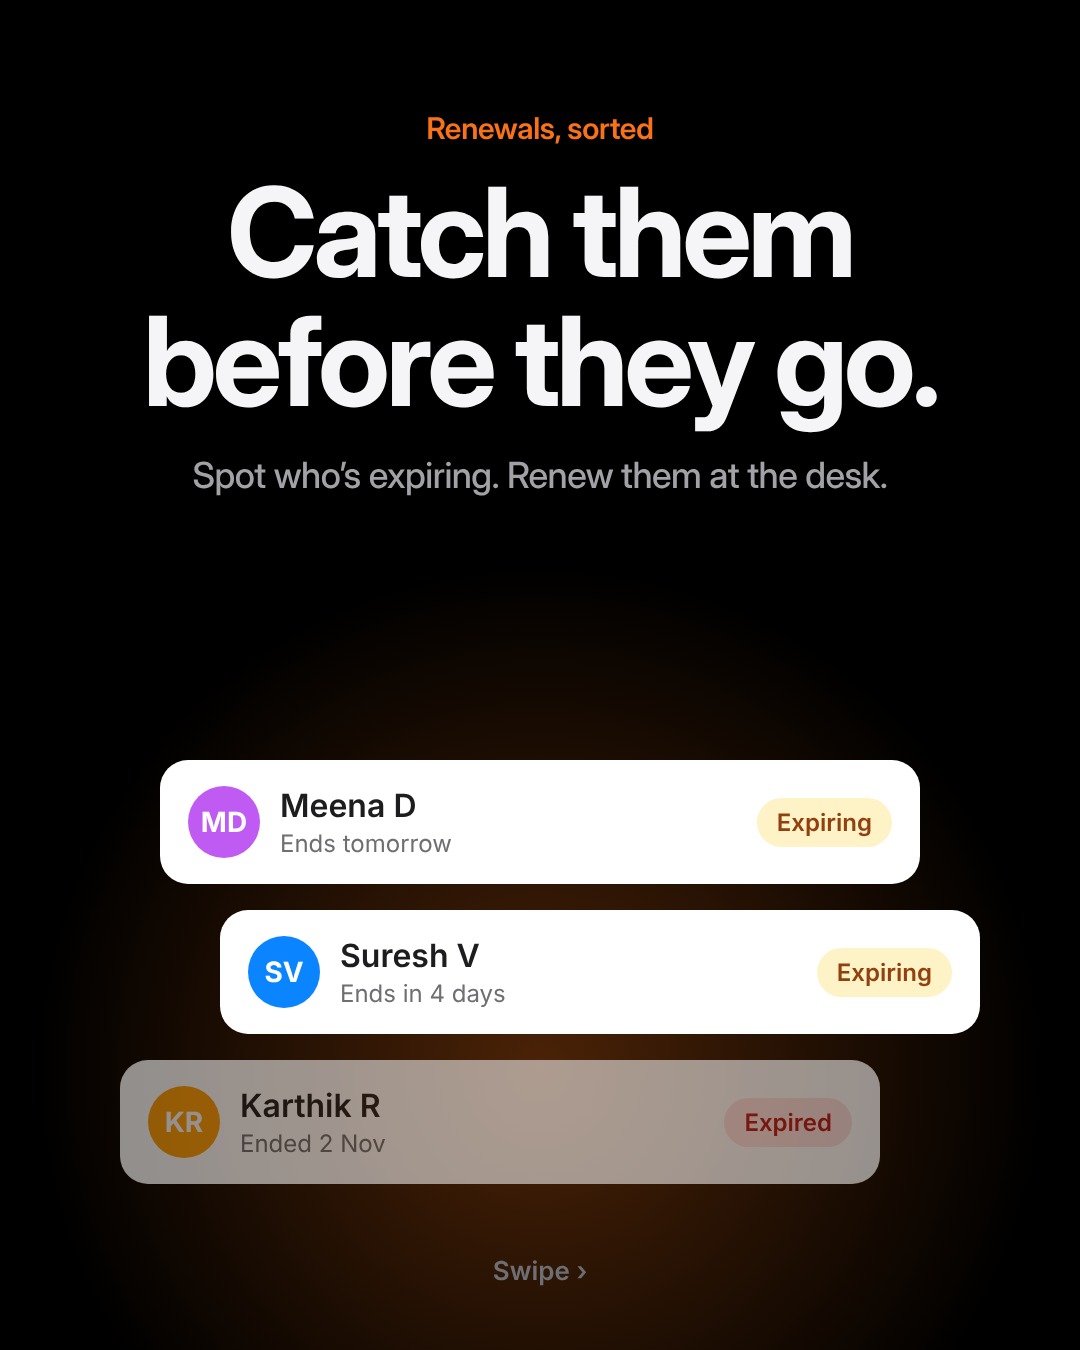 Renewals, sorted
Catch them
before they go.
Spot who’s expiring. Renew them at the desk.
MD
Meena D
Ends tomorrow
Expiring
SV
Suresh V
Ends in 4 days
Expiring
KR
Karthik R
Ended 2 Nov
Expired
Swipe ›